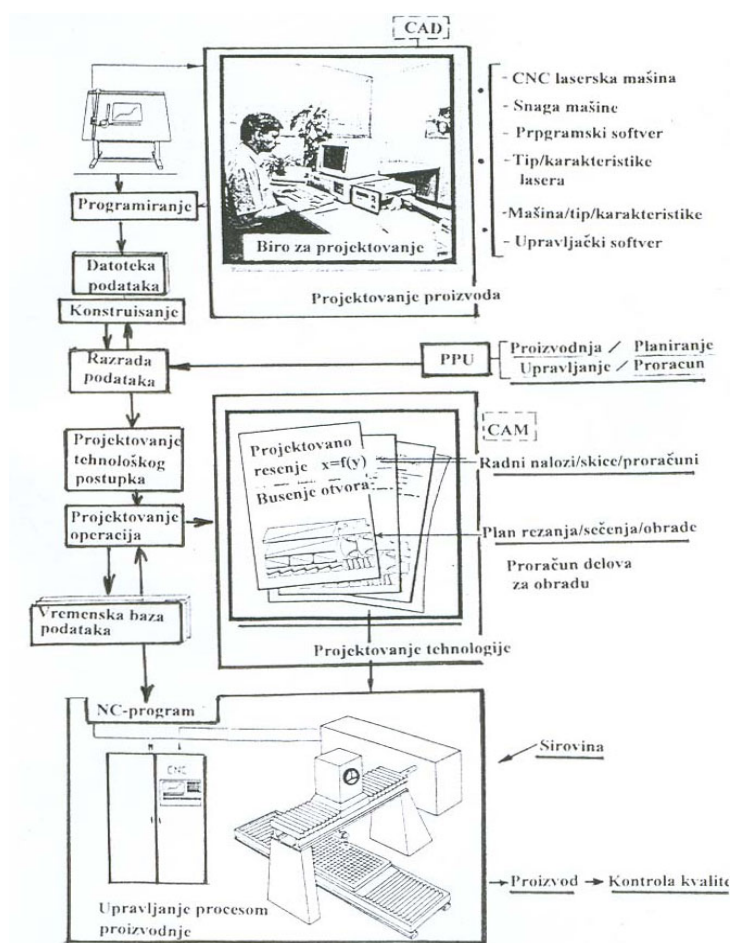 CAD
- CNC laserska mašina
- Snaga mašine
- Prpgramski softver
- Tip/karakteristike
lasera
- Mašina/tip/karakteristike
- Upravljački softver
Programiranje
Biro za projektovanje
Datoteka
podataka
Projektovanje proizvoda
Konstruisanje
Razrada
podataka
PPU
Proizvodnja / Planiranje
Upravljanje / Proracun
CAM
Projektovano
resenje x=f(y)
Busenje otvora
Radni nalozi/skice/proračuni
Projektovanje
tehnološkog
postupka
Projektovanje
operacija
Plan rezanja/sečenja/obrade
Proračun delova
za obradu
Vremenska baza
podataka
Projektovanje tehnologije
NC-program
CNC
Sirovina
Proizvod
Kontrola kvalite
Upravljanje procesom
proizvodnje